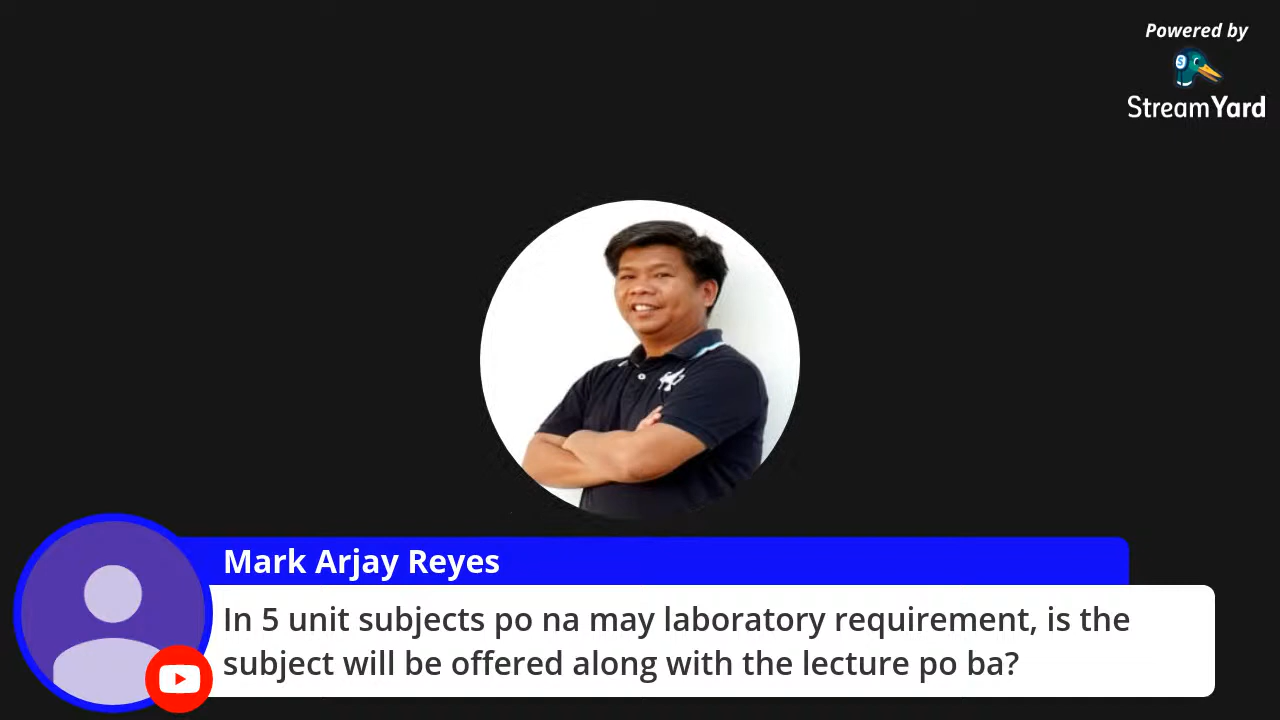 Powered by
StreamYard
Mark Arjay Reyes
In 5 unit subjects po na may laboratory requirement, is the
subject will be offered along with the lecture po ba?